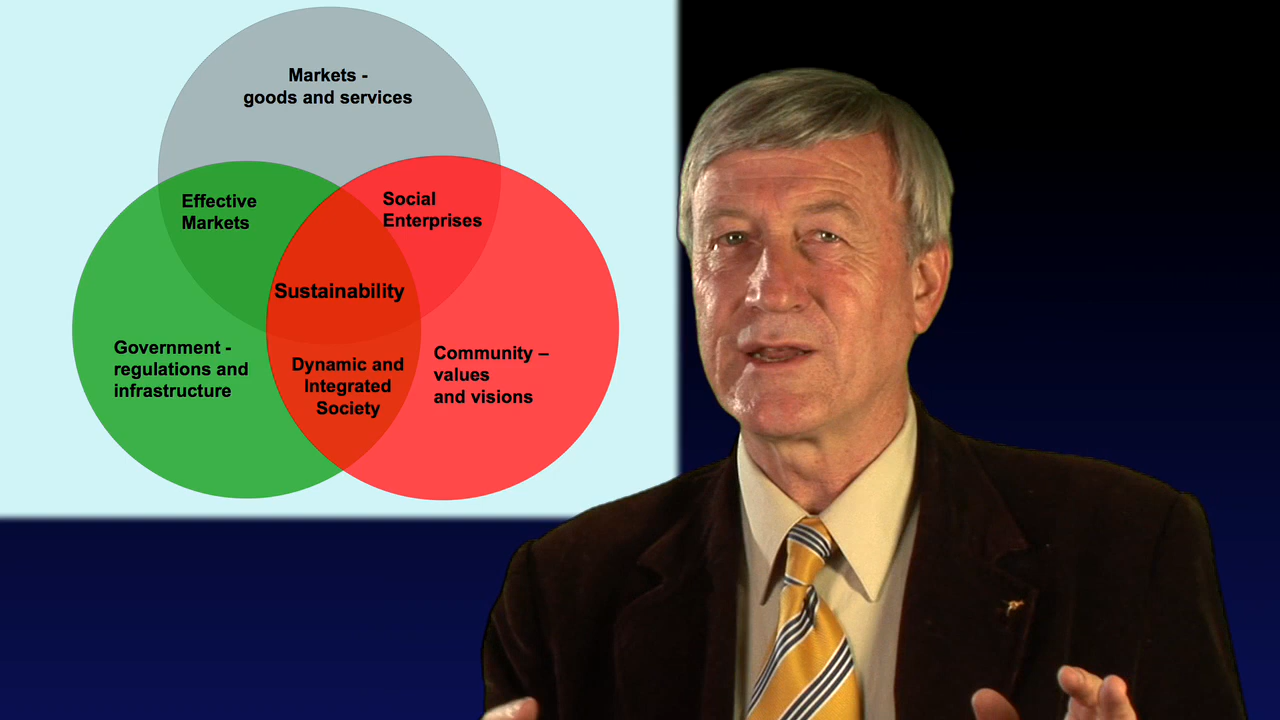 Markets -
goods and services
Effective
Markets
Social
Enterprises
Sustainability
Government -
regulations and
infrastructure
Dynamic and
Integrated
Society
Community –
values
and visions